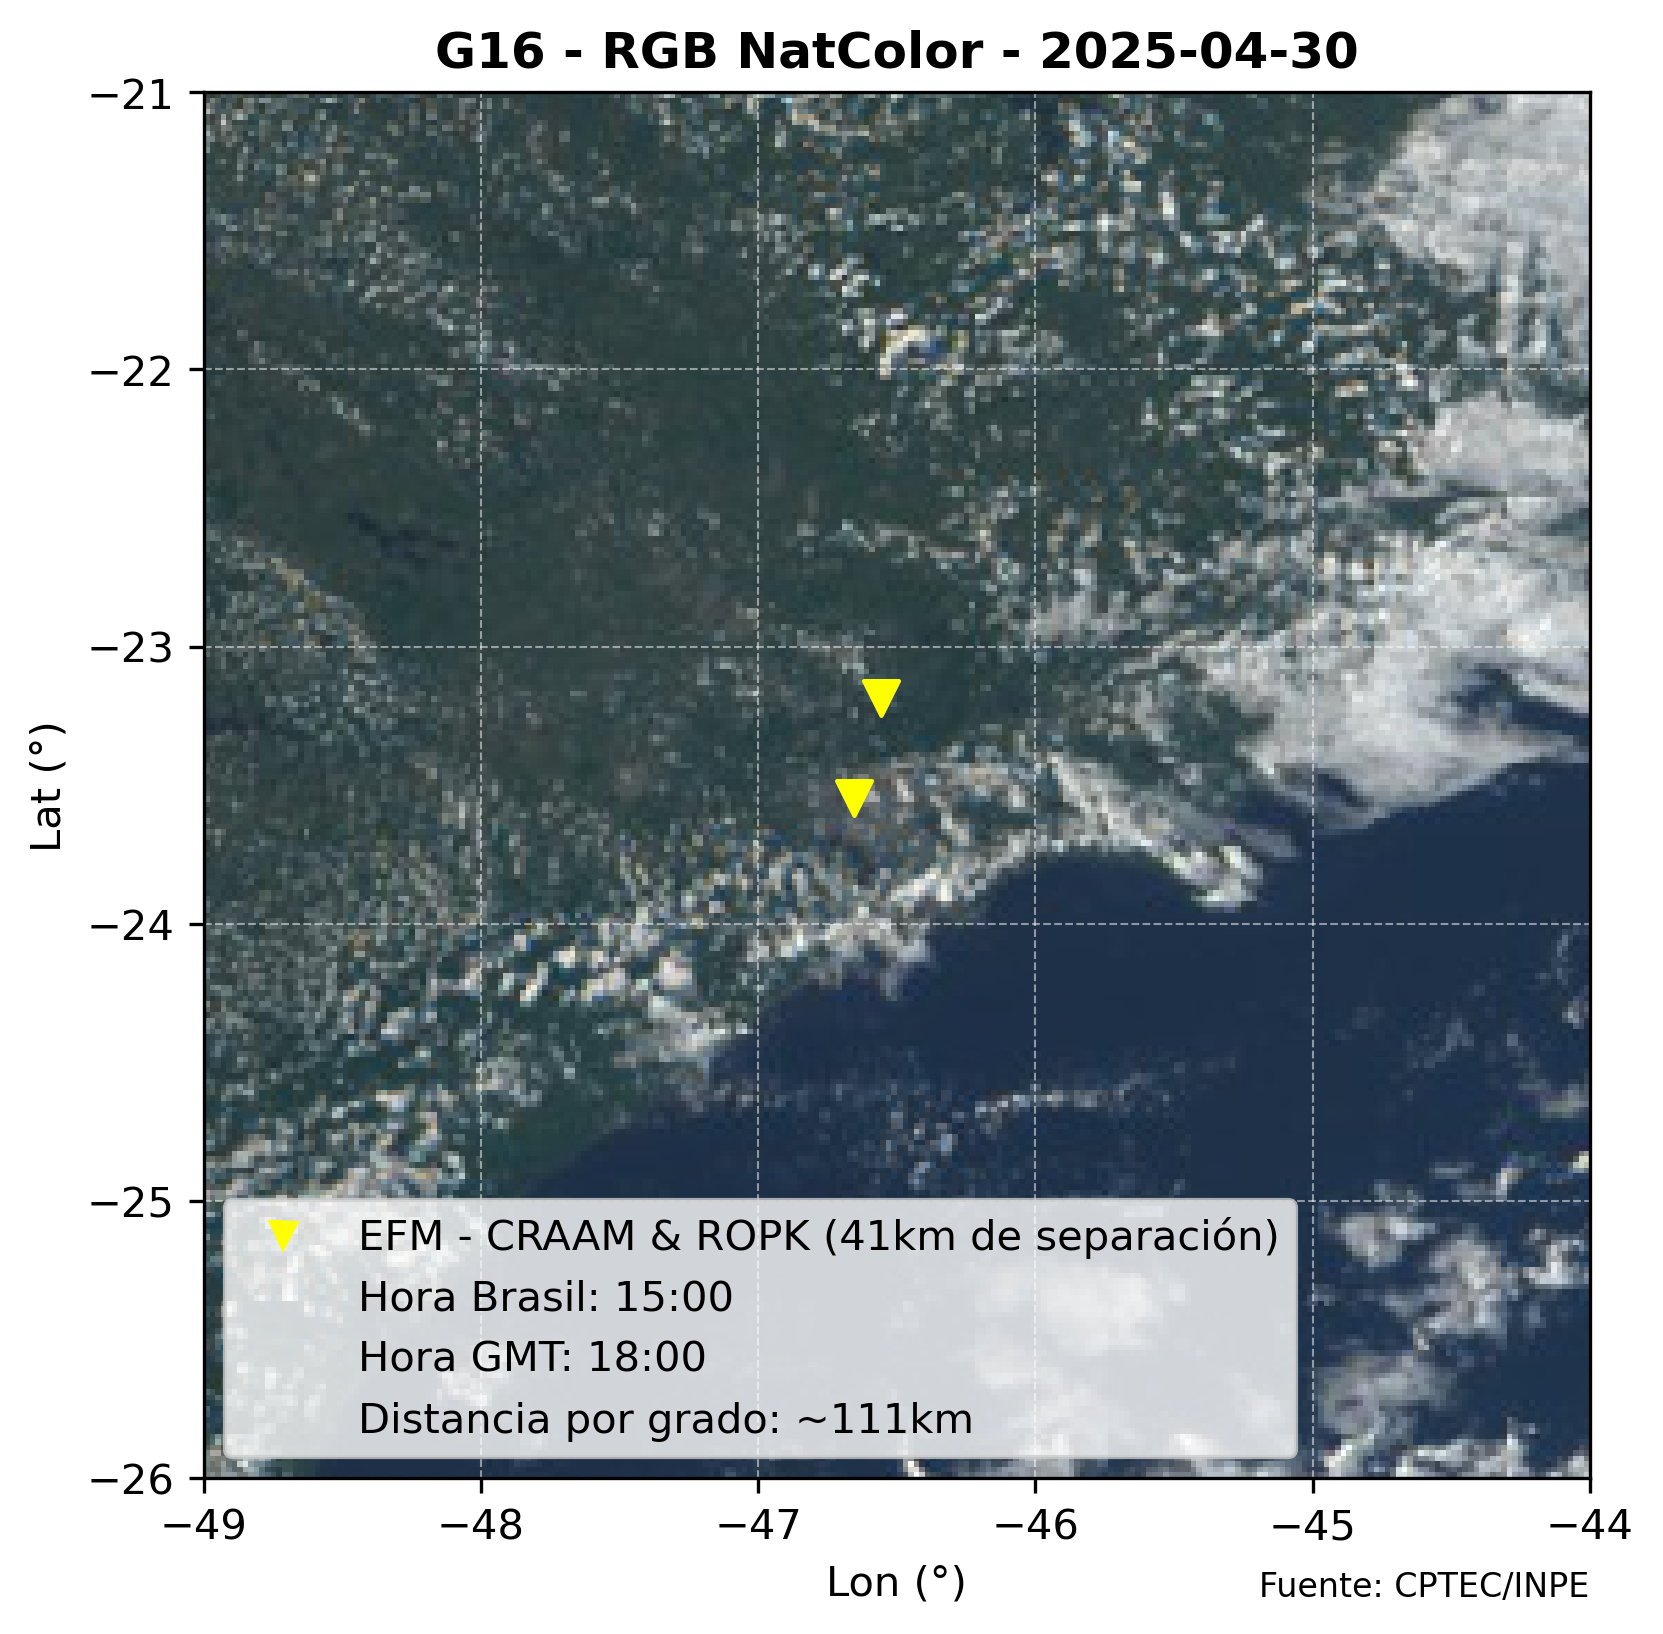 G16 - RGB NatColor - 2025-04-30
−21
−22
−23
−24
−25
−26
Lat (°)
EFM - CRAAM & ROPK (41km de separación)
Hora Brasil: 15:00
Hora GMT: 18:00
Distancia por grado: ~111km
−49 −48 −47 −46 −45 −44
Lon (°)
Fuente: CPTEC/INPE